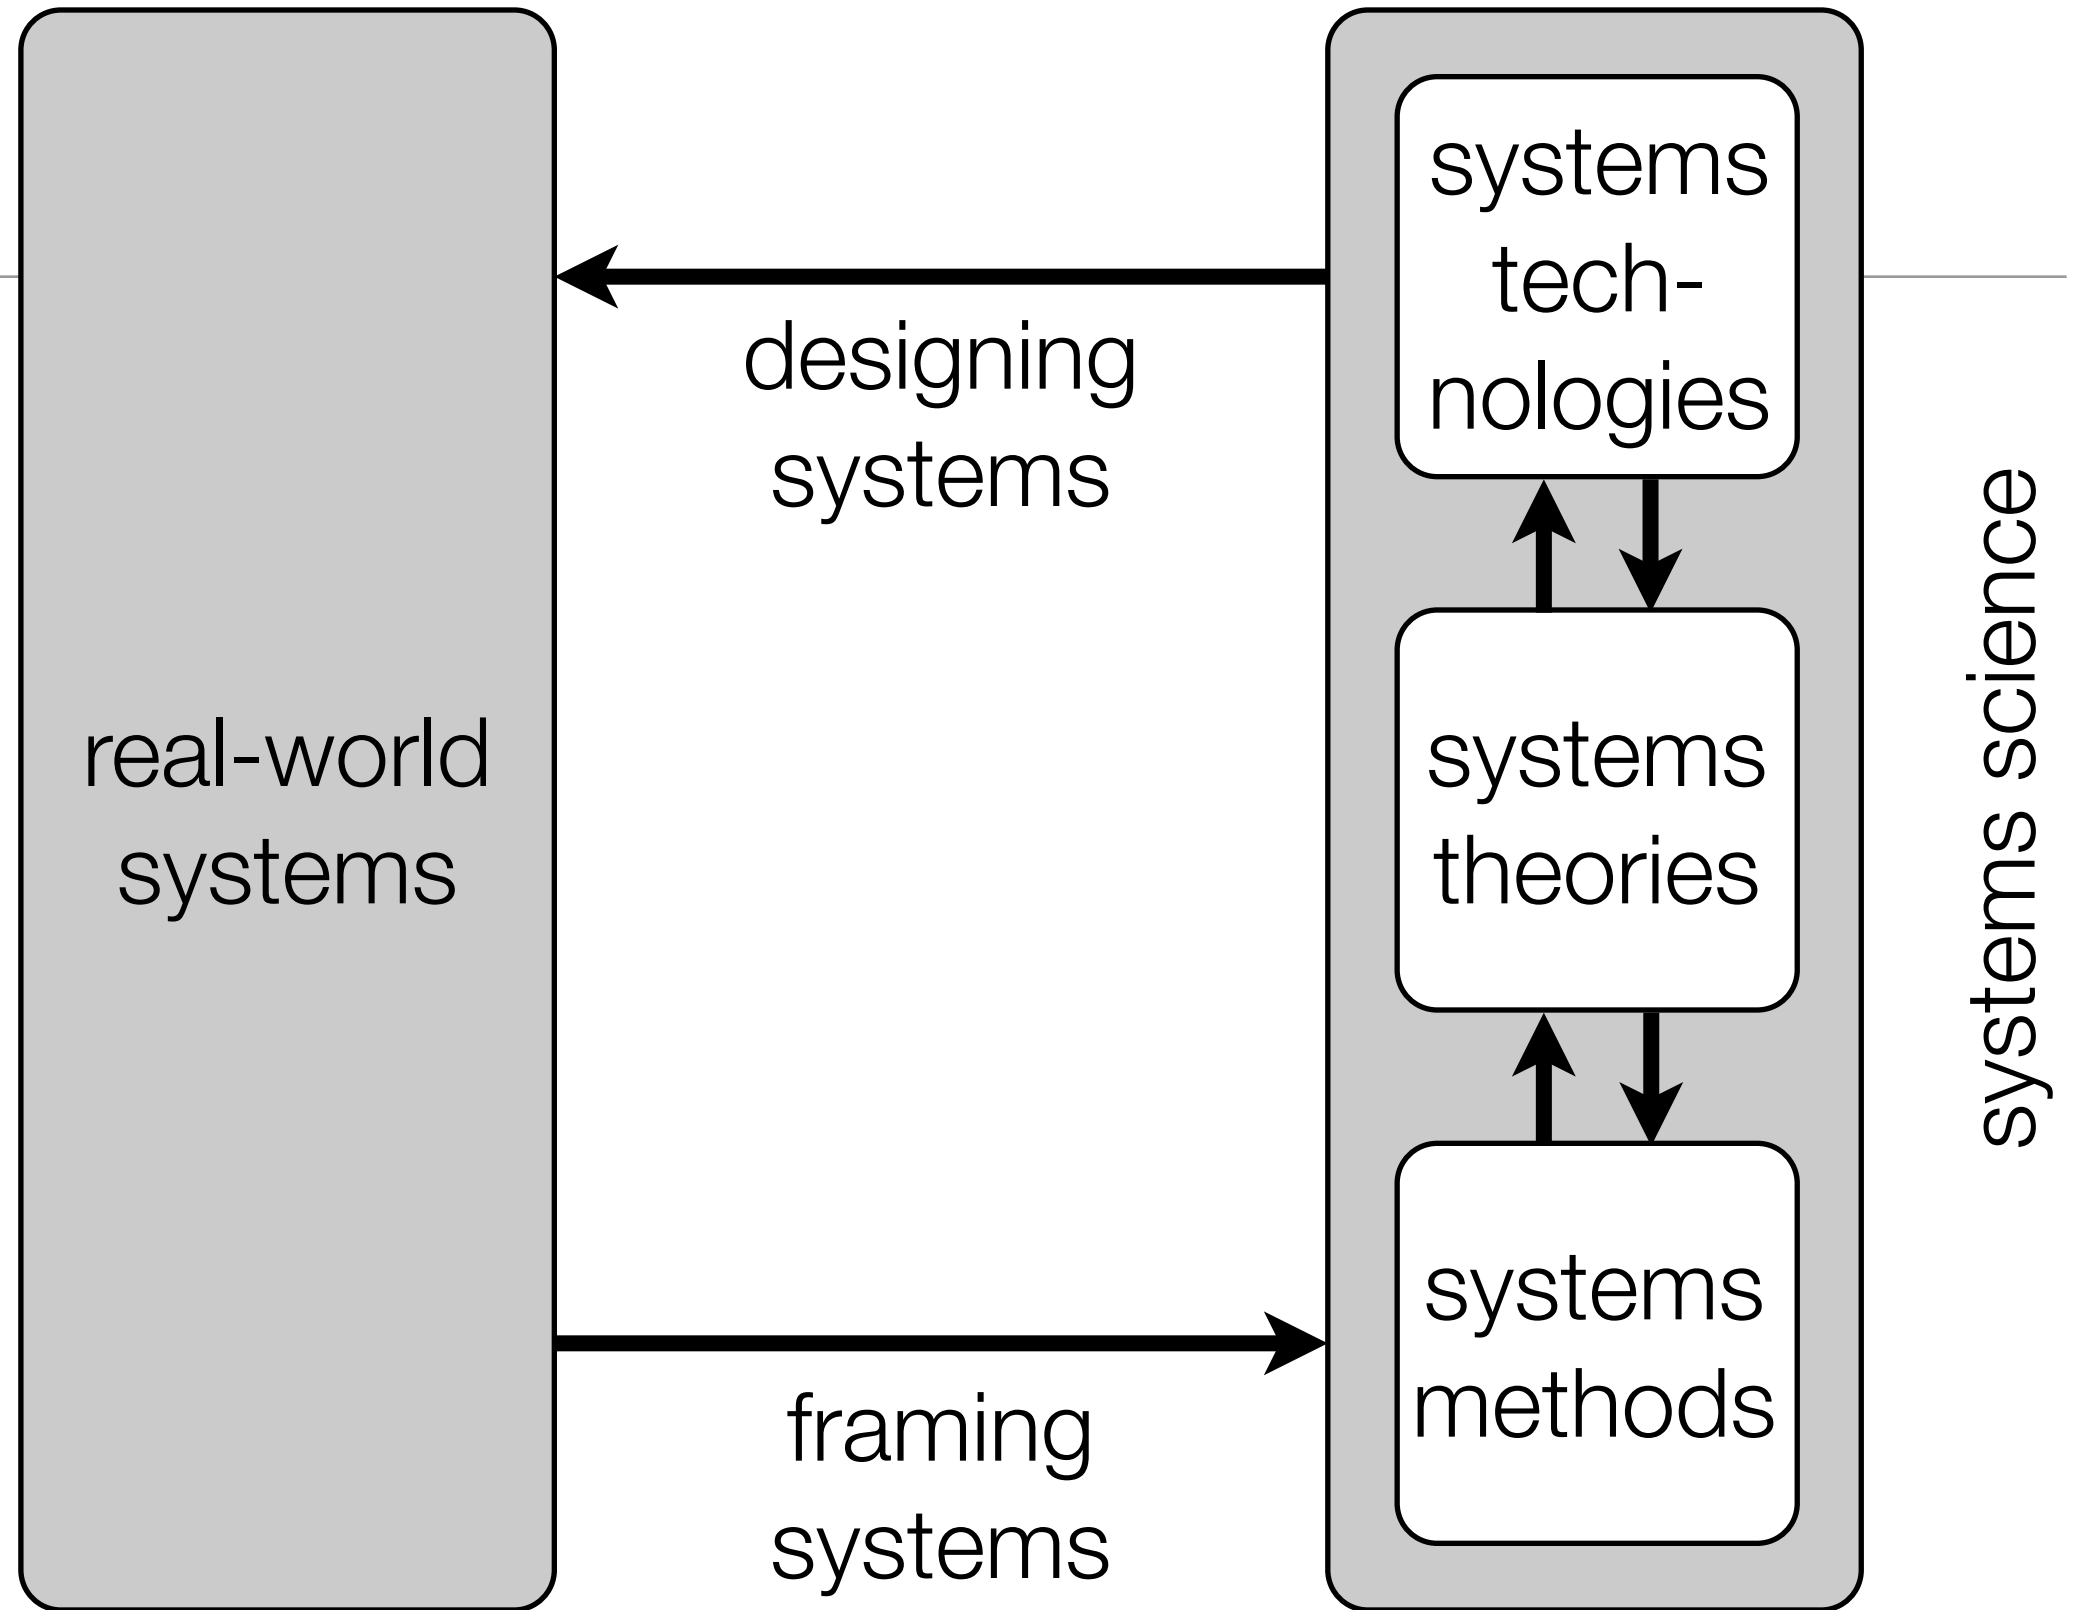 real-world
systems
designing
systems
framing
systems
systems
tech-
nologies
systems
theories
systems
methods
systems science